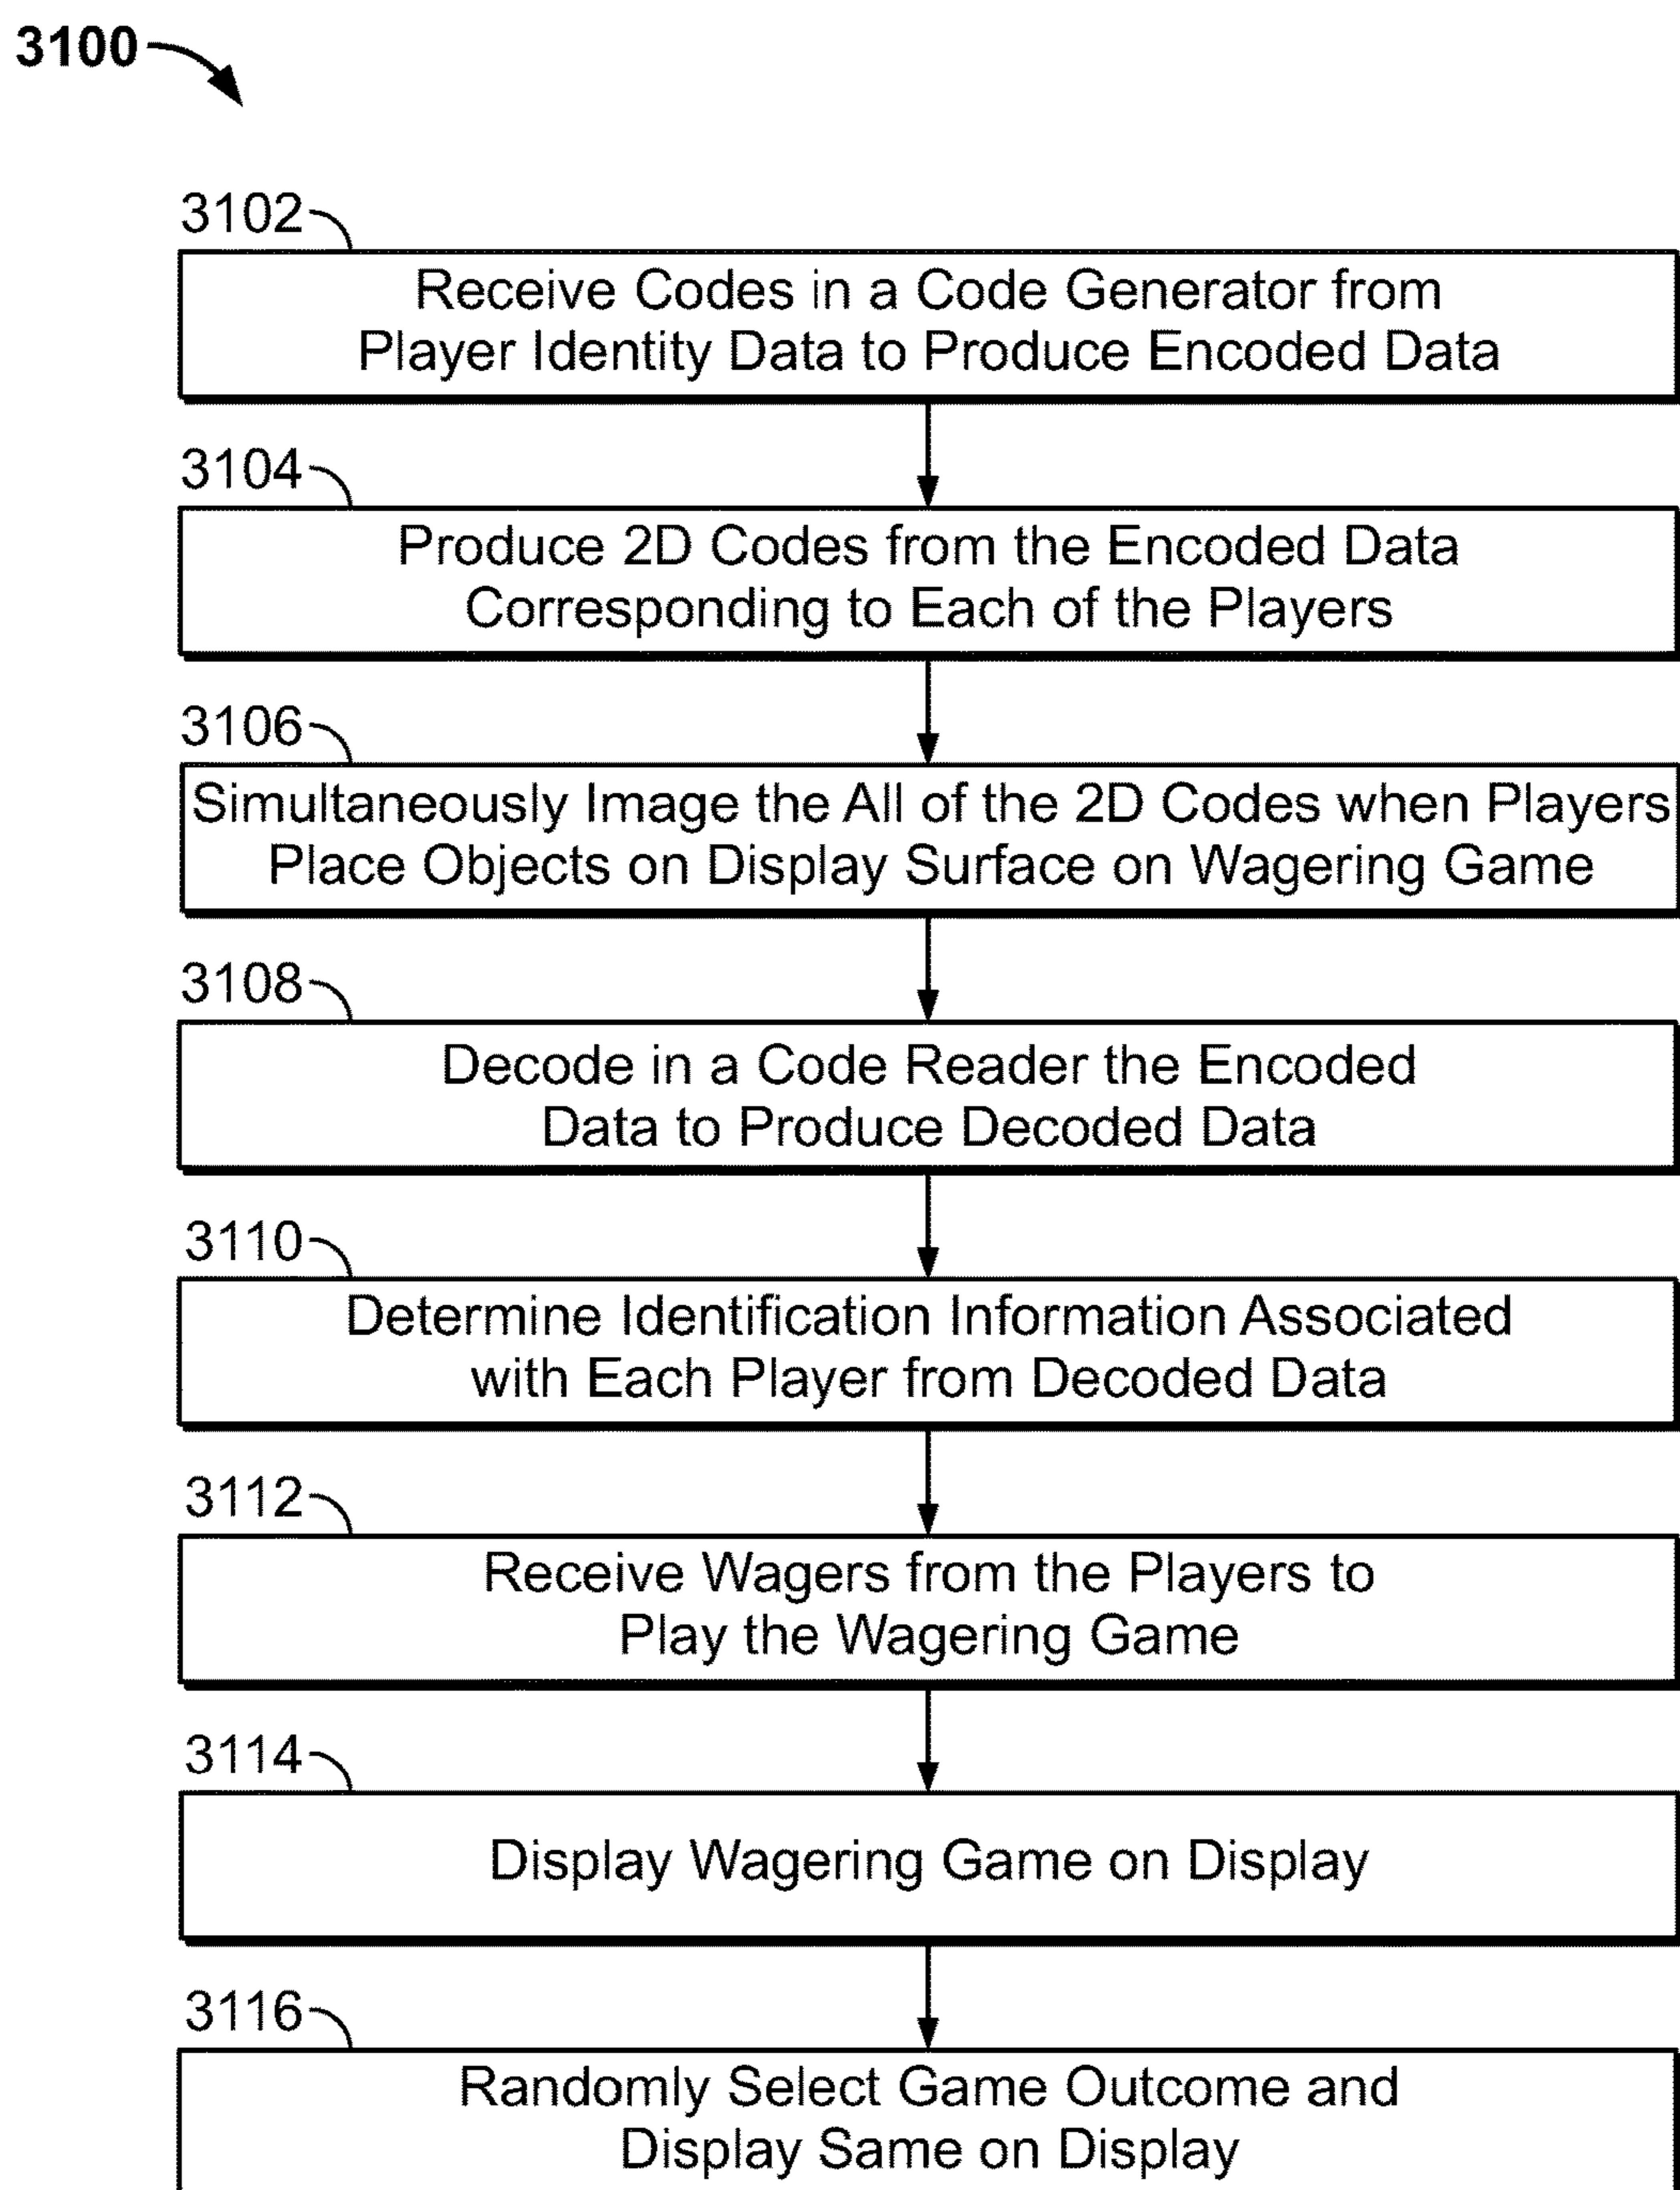 3100
3102
Receive Codes in a Code Generator from
Player Identity Data to Produce Encoded Data
3104
Produce 2D Codes from the Encoded Data
Corresponding to Each of the Players
3106
Simultaneously Image the All of the 2D Codes when Players
Place Objects on Display Surface on Wagering Game
3108
Decode in a Code Reader the Encoded
Data to Produce Decoded Data
3110
Determine Identification Information Associated
with Each Player from Decoded Data
3112
Receive Wagers from the Players to
Play the Wagering Game
3114
Display Wagering Game on Display
3116
Randomly Select Game Outcome and
Display Same on Display